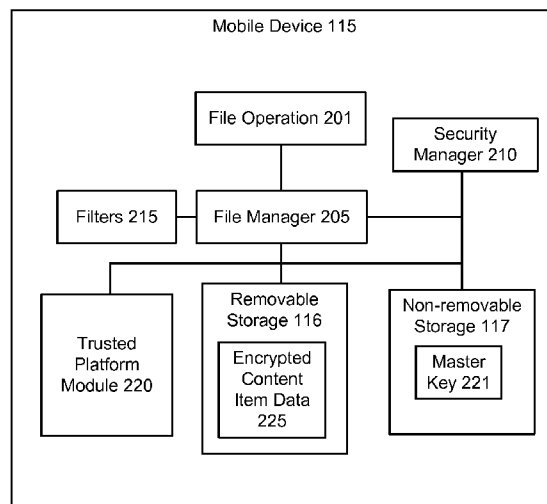 Mobile Device 115
File Operation 201
Security
Manager 210
Filters 215
File Manager 205
Trusted
Platform
Module 220
Removable
Storage 116
Encrypted
Content
Item Data
225
Non-removable
Storage 117
Master
Key 221